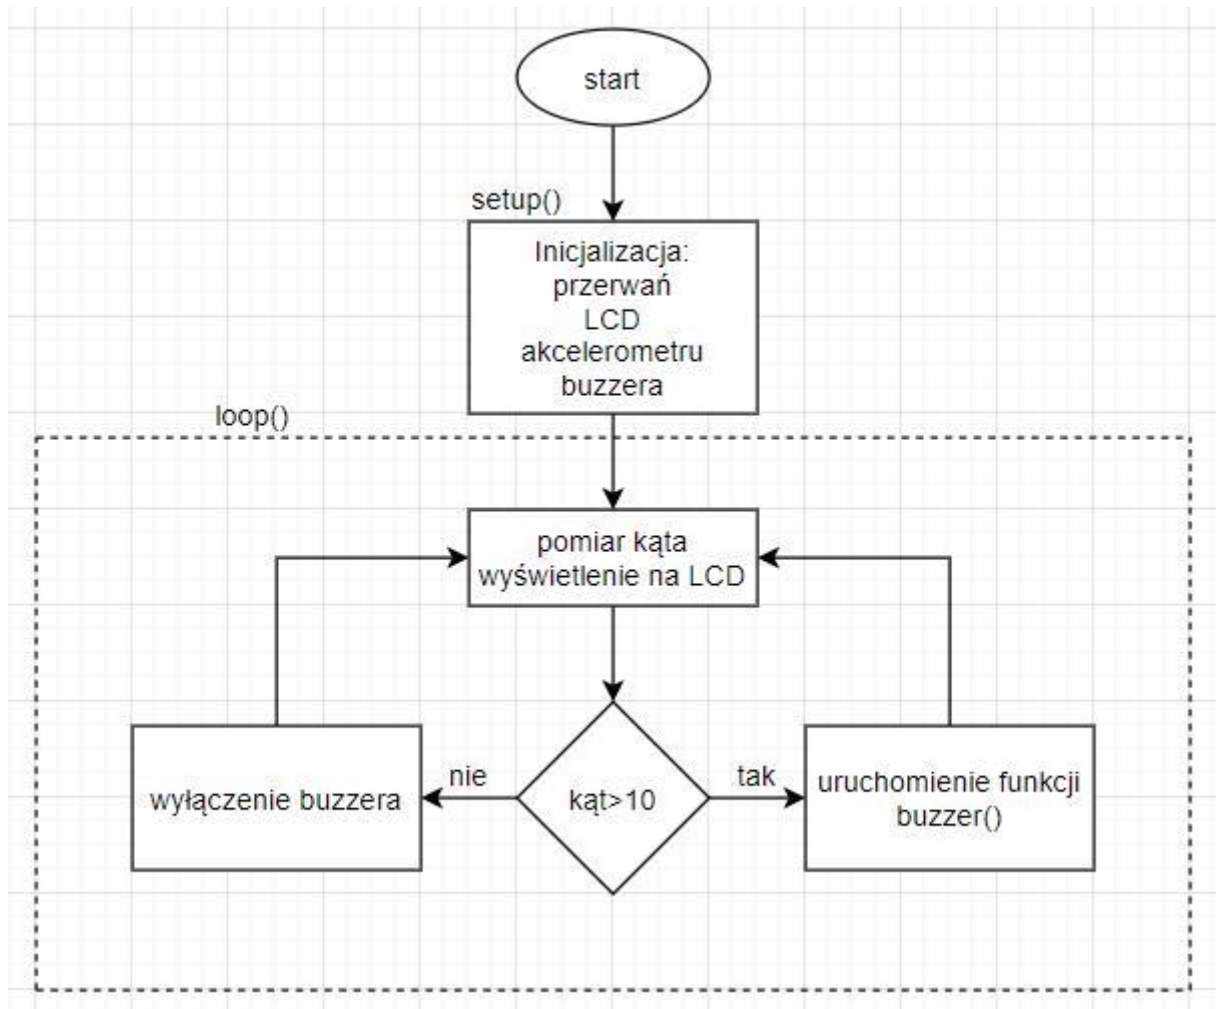 start
setup()
Inicjalizacja:
przerwań
LCD
akcelerometru
buzzera
loop()
pomiar kąta
wyświetlenie na LCD
wyłączenie buzzera
nie
kąt>10
tak
uruchomienie funkcji
buzzer()